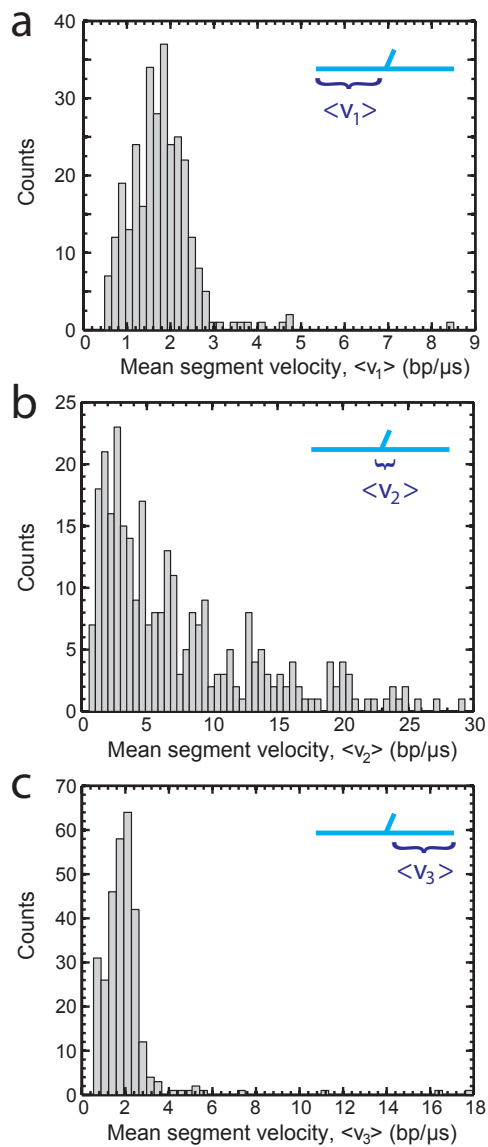 a
40
30
20
10
0
Counts
<v₁>
0 1 2 3 4 5 6 7 8 9
Mean segment velocity, <v₁> (bp/µs)
b
25
20
15
10
5
0
Counts
<v₂>
0 5 10 15 20 25 30
Mean segment velocity, <v₂> (bp/µs)
c
70
60
50
40
30
20
10
0
Counts
<v₃>
0 2 4 6 8 10 12 14 16 18
Mean segment velocity, <v₃> (bp/µs)